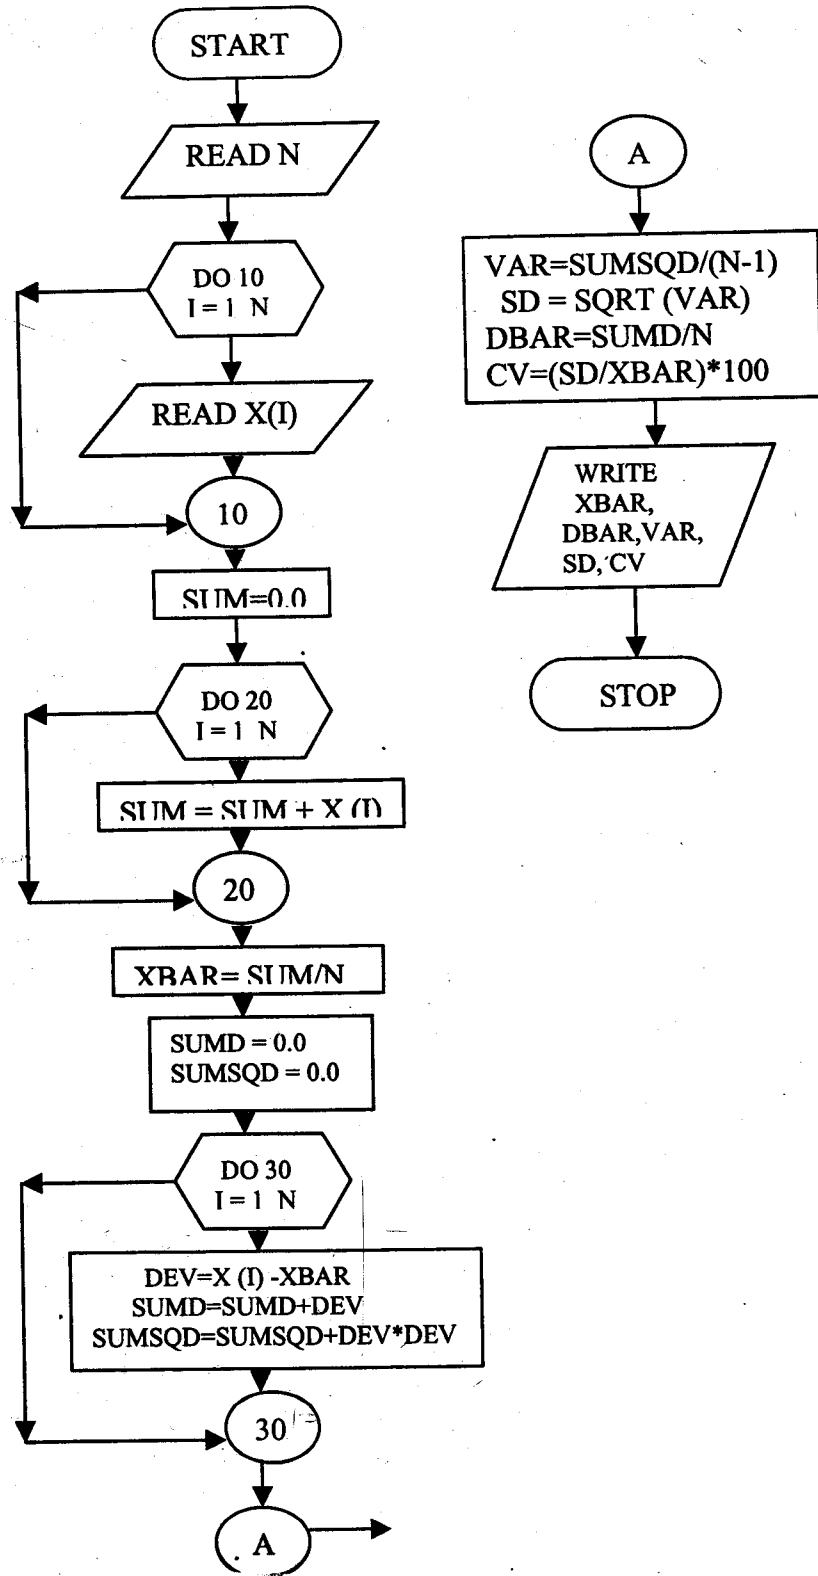 START
READ N
DO 10
I = 1 N
READ X(I)
10
SUM=0.0
DO 20
I = 1 N
SUM = SUM + X (I)
20
XBAR= SUM/N
SUMD = 0.0
SUMSQD = 0.0
DO 30
I = 1 N
DEV=X (I) -XBAR
SUMD=SUMD+DEV
SUMSQD=SUMSQD+DEV*DEV
30
A
A
VAR=SUMSQD/(N-1)
SD = SQRT (VAR)
DBAR=SUMD/N
CV=(SD/XBAR)*100
WRITE
XBAR,
DBAR,VAR,
SD, CV
STOP